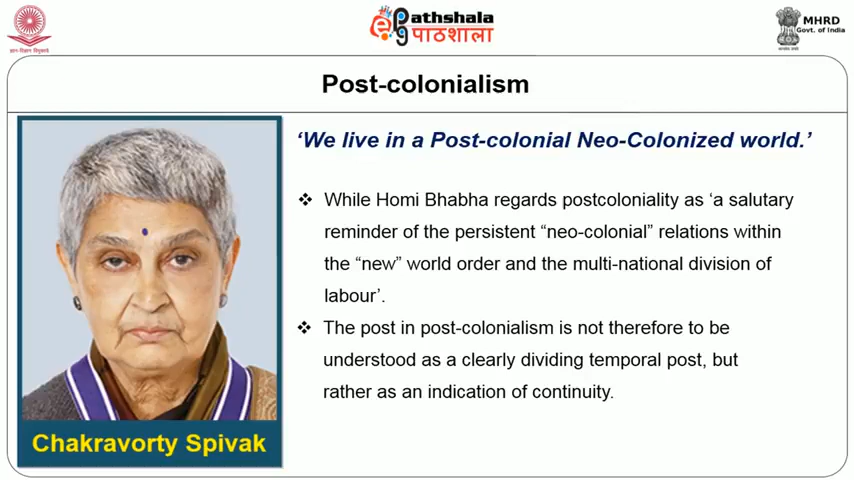 ज्ञान-विज्ञान विमुक्तये
ePathshala
पाठशाला
MHRD
Govt. of India
Post-colonialism
‘We live in a Post-colonial Neo-Colonized world.’
❖ While Homi Bhabha regards postcoloniality as ‘a salutary
reminder of the persistent “neo-colonial” relations within
the “new” world order and the multi-national division of
labour’.
❖ The post in post-colonialism is not therefore to be
understood as a clearly dividing temporal post, but
rather as an indication of continuity.
Chakravorty Spivak